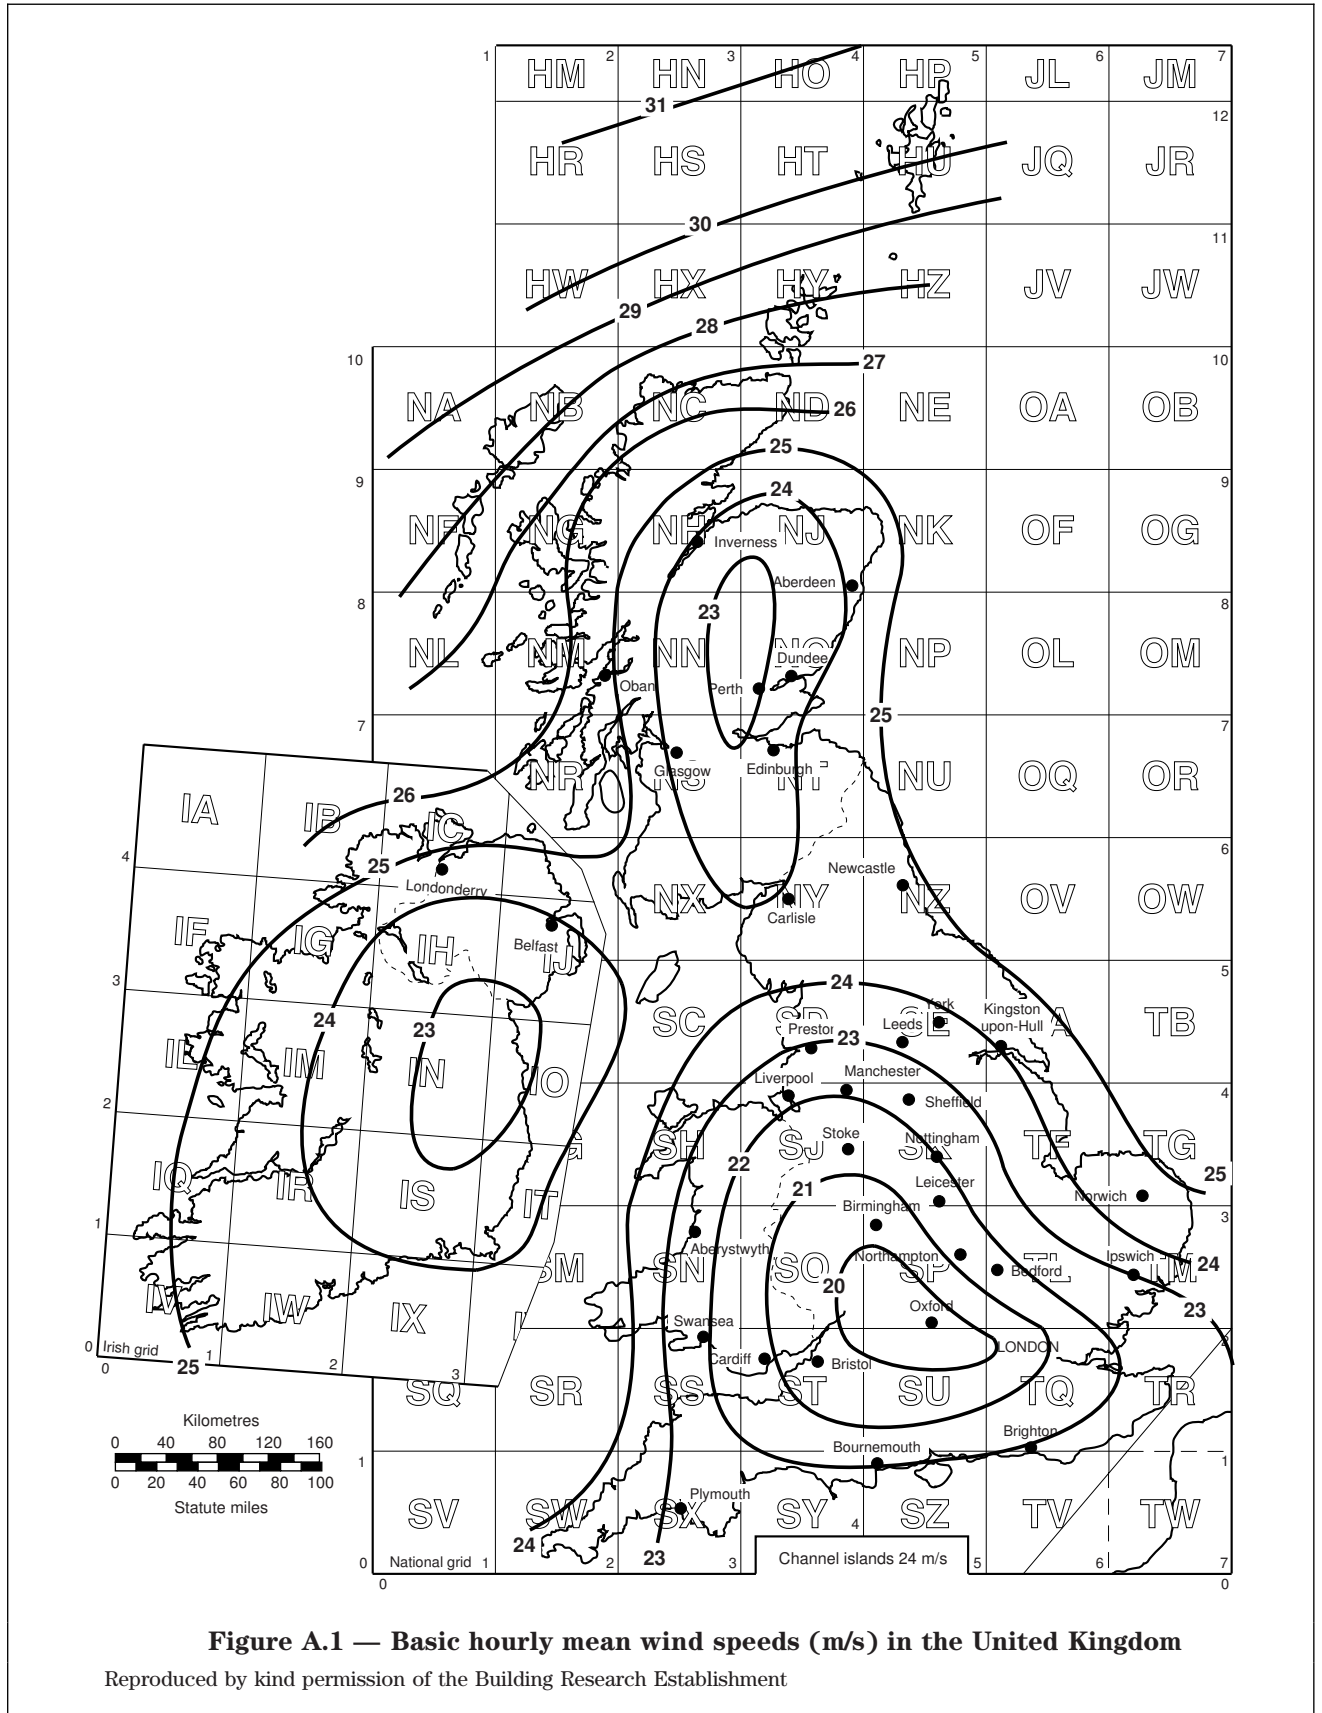 1 2 3 4 5 6 7
HM HN HO HP JL JM
31
12
HR HS HT HU JQ JR
30
11
HW HX HY HZ JV JW
29
28
10 27 10
NA NB NC ND 26 NE OA OB
25
9 24 9
NF NG NH NJ NK OF OG
Inverness
Aberdeen
8 23 8
NL NM NN NO NP OL OM
Dundee
Oban Perth
25
7 7
Glasgow Edinburgh
NR NS NT NU OQ OR
26
IA IB IC
4 25 6
Londonderry Newcastle
NX NY NZ OV OW
Carlisle
IF IG IH Belfast IJ
3 5
24
24 23 SC SD SE York Kingston upon-Hull A TB
Preston 23 Leeds
IL IM IN IO
Liverpool Manchester
2 Sheffield 4
G SH SJ Stoke Nottingham SK TF TG
22
21 Leicester 25
IQ IR IS IT Birmingham Norwich
1 3
Aberystwyth
SM SN SO Northampton SP Bedford TL Ipswich TM 24
20
IV IW IX Oxford 23
Swansea
0 Irish grid LONDON 2
0 1 2 3
25 Cardiff Bristol
SQ SR SS ST SU TQ TR
Kilometres
0 40 80 120 160
0 20 40 60 80 100
Statute miles
Bournemouth Brighton
1 1
Plymouth
SV SW SX SY SZ TV TW
24 23 4
0 National grid 1 2 3 Channel islands 24 m/s 5 6 7
0 0
Figure A.1 — Basic hourly mean wind speeds (m/s) in the United Kingdom
Reproduced by kind permission of the Building Research Establishment